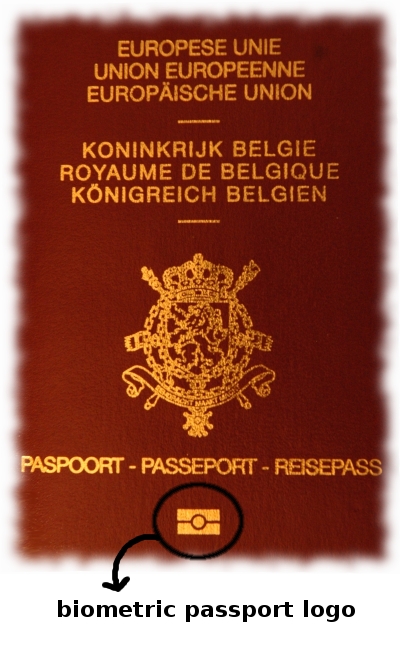 EUROPESE UNIE
UNION EUROPEENNE
EUROPÄISCHE UNION
KONINKRIJK BELGIE
ROYAUME DE BELGIQUE
KÖNIGREICH BELGIEN
PASPOORT - PASSEPORT - REISEPASS
biometric passport logo